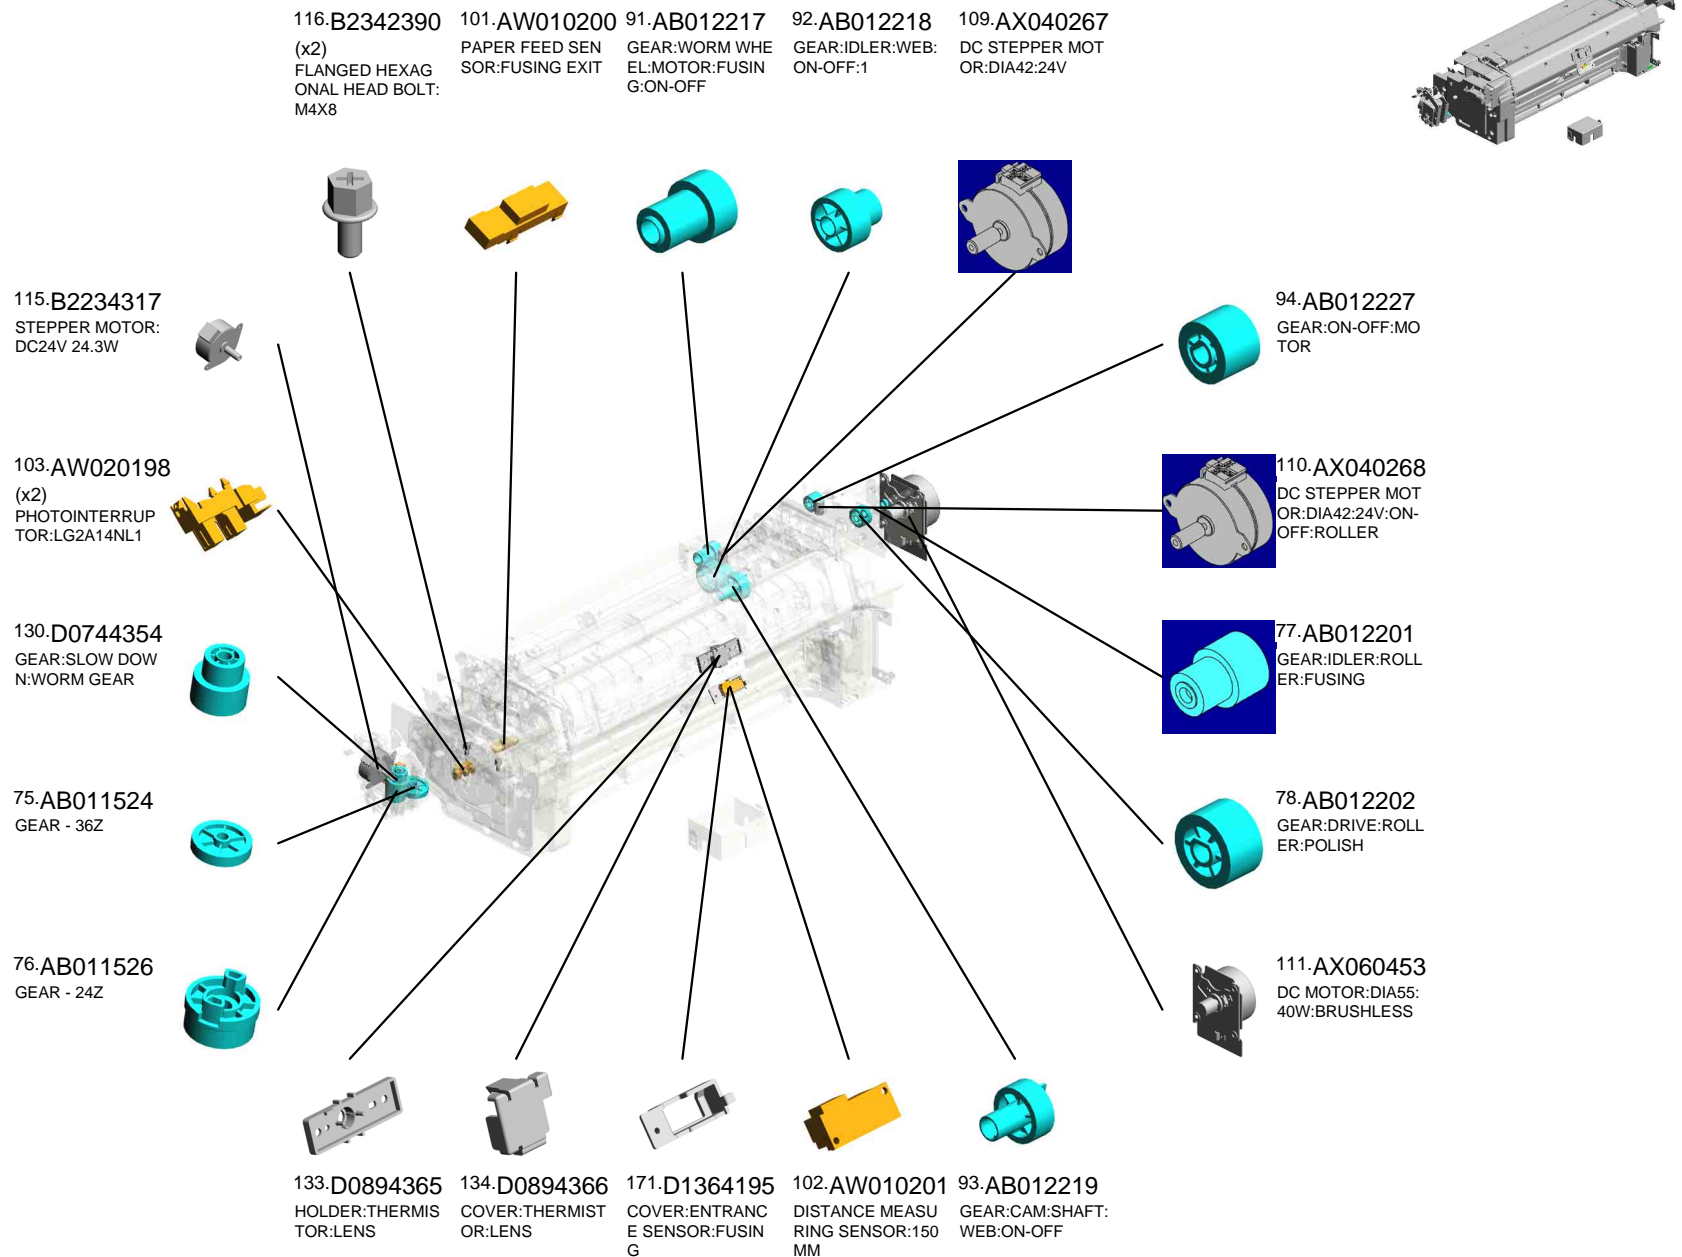 116.B2342390
(x2)
FLANGED HEXAG
ONAL HEAD BOLT:
M4X8
101.AW010200
PAPER FEED SEN
SOR:FUSING EXIT
91.AB012217
GEAR:WORM WHE
EL:MOTOR:FUSIN
G:ON-OFF
92.AB012218
GEAR:IDLER:WEB:
ON-OFF:1
109.AX040267
DC STEPPER MOT
OR:DIA42:24V
115.B2234317
STEPPER MOTOR:
DC24V 24.3W
94.AB012227
GEAR:ON-OFF:MO
TOR
103.AW020198
(x2)
PHOTOINTERRUP
TOR:LG2A14NL1
110.AX040268
DC STEPPER MOT
OR:DIA42:24V:ON-
OFF:ROLLER
130.D0744354
GEAR:SLOW DOW
N:WORM GEAR
77.AB012201
GEAR:IDLER:ROLL
ER:FUSING
75.AB011524
GEAR - 36Z
78.AB012202
GEAR:DRIVE:ROLL
ER:POLISH
76.AB011526
GEAR - 24Z
111.AX060453
DC MOTOR:DIA55:
40W:BRUSHLESS
133.D0894365
HOLDER:THERMIS
TOR:LENS
134.D0894366
COVER:THERMIST
OR:LENS
171.D1364195
COVER:ENTRANC
E SENSOR:FUSIN
G
102.AW010201
DISTANCE MEASU
RING SENSOR:150
MM
93.AB012219
GEAR:CAM:SHAFT:
WEB:ON-OFF